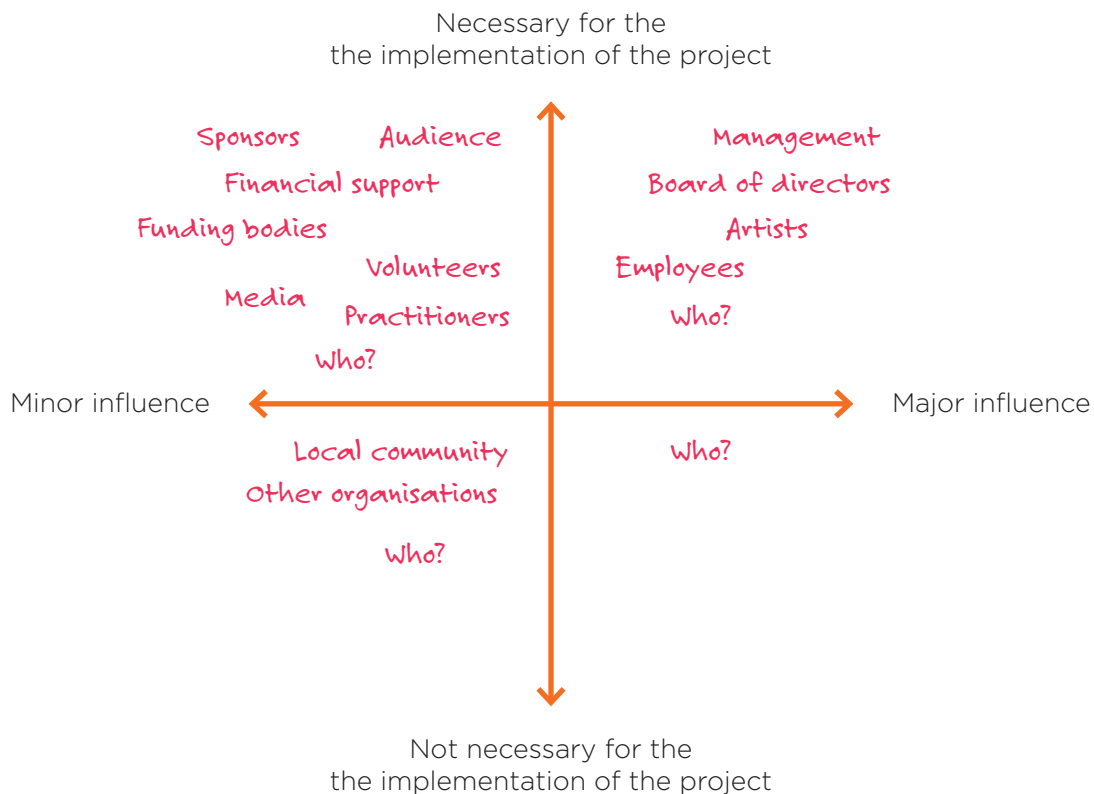 Necessary for the
the implementation of the project
Sponsors
Audience
Management
Financial support
Board of directors
Funding bodies
Artists
Volunteers
Employees
Media
Practitioners
Who?
Who?
Minor influence
Major influence
Local community
Who?
Other organisations
Who?
Not necessary for the
the implementation of the project